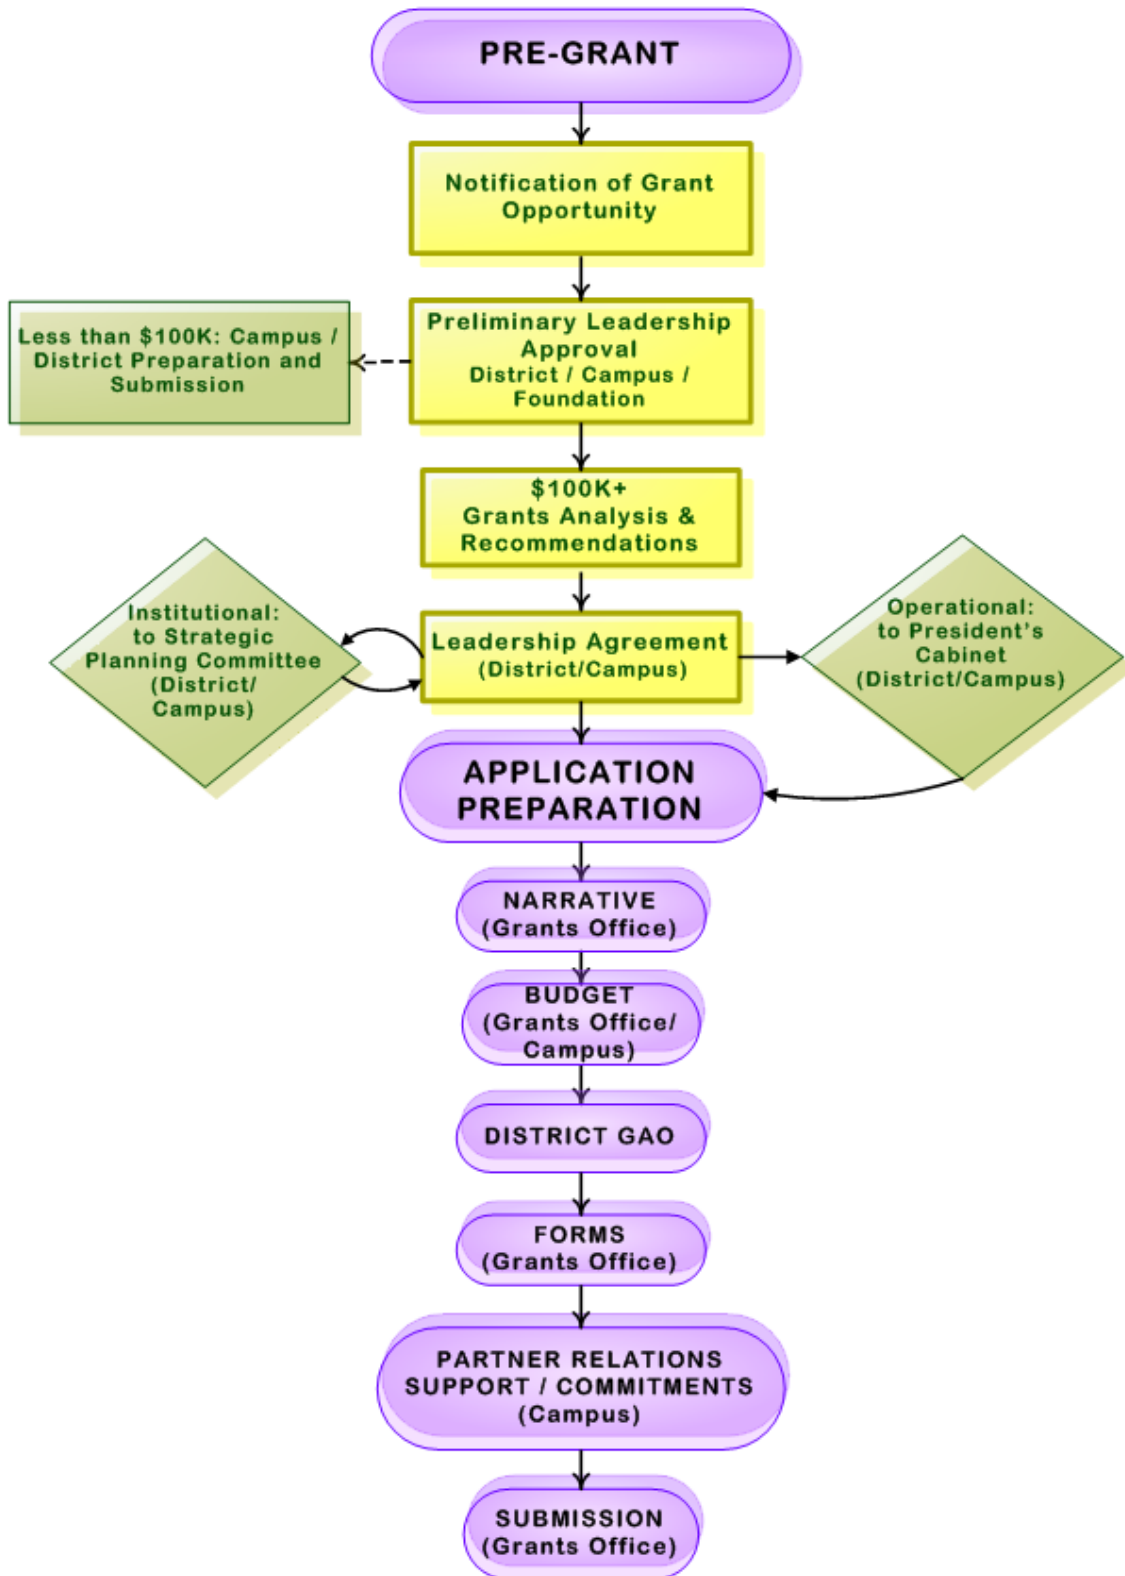 PRE-GRANT
Notification of Grant
Opportunity
Less than $100K: Campus /
District Preparation and
Submission
Preliminary Leadership
Approval
District / Campus /
Foundation
$100K+
Grants Analysis &
Recommendations
Institutional:
to Strategic
Planning Committee
(District/
Campus)
Leadership Agreement
(District/Campus)
Operational:
to President's
Cabinet
(District/Campus)
APPLICATION
PREPARATION
NARRATIVE
(Grants Office)
BUDGET
(Grants Office/
Campus)
DISTRICT GAO
FORMS
(Grants Office)
PARTNER RELATIONS
SUPPORT / COMMITMENTS
(Campus)
SUBMISSION
(Grants Office)